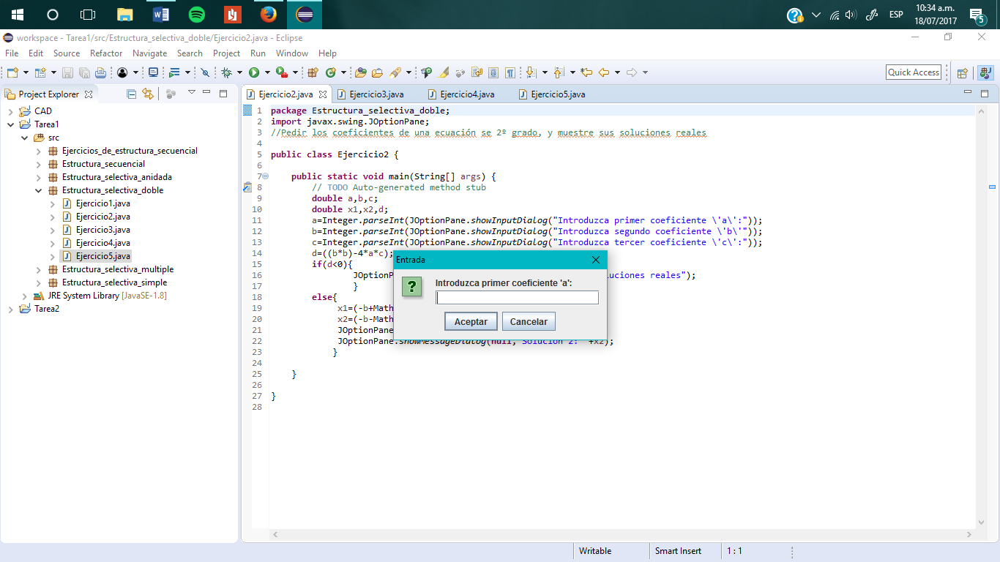 10:34 a.m.
ESP
18/07/2017
5
workspace - Tarea1/src/Estructura_selectiva_doble/Ejercicio2.java - Eclipse
File Edit Source Refactor Navigate Search Project Run Window Help
Quick Access
Project Explorer
CAD
Tarea1
src
Ejercicios_de_estructura_secuencial
Estructura_secuencial
Estructura_selectiva_anidada
Estructura_selectiva_doble
Ejercicio1.java
Ejercicio2.java
Ejercicio3.java
Ejercicio4.java
Ejercicio5.java
Estructura_selectiva_multiple
Estructura_selectiva_simple
JRE System Library [JavaSE-1.8]
Tarea2
Ejercicio2.java Ejercicio3.java Ejercicio4.java Ejercicio5.java
1 package Estructura_selectiva_doble;
2 import javax.swing.JOptionPane;
3 //Pedir los coeficientes de una ecuación se 2º grado, y muestre sus soluciones reales
4
5 public class Ejercicio2 {
6
7 public static void main(String[] args) {
8 // TODO Auto-generated method stub
9 double a,b,c;
10 double x1,x2,d;
11 a=Integer.parseInt(JOptionPane.showInputDialog("Introduzca primer coeficiente \'a\':"));
12 b=Integer.parseInt(JOptionPane.showInputDialog("Introduzca segundo coeficiente \'b\'"));
13 c=Integer.parseInt(JOptionPane.showInputDialog("Introduzca tercer coeficiente \'c\':"));
14 d=((b*b)-4*a*c);
15 if(d<0){
16 JOptionP luciones reales");
17 }
18 else{
19 x1=(-b+Math
20 x2=(-b-Math
21 JOptionPane
22 JOptionPane.showMessageDialog(null,"Solución 2: "+x2);
23 }
24
25 }
26
27 }
28
Entrada
Introduzca primer coeficiente 'a':
Aceptar Cancelar
Writable Smart Insert 1 : 1